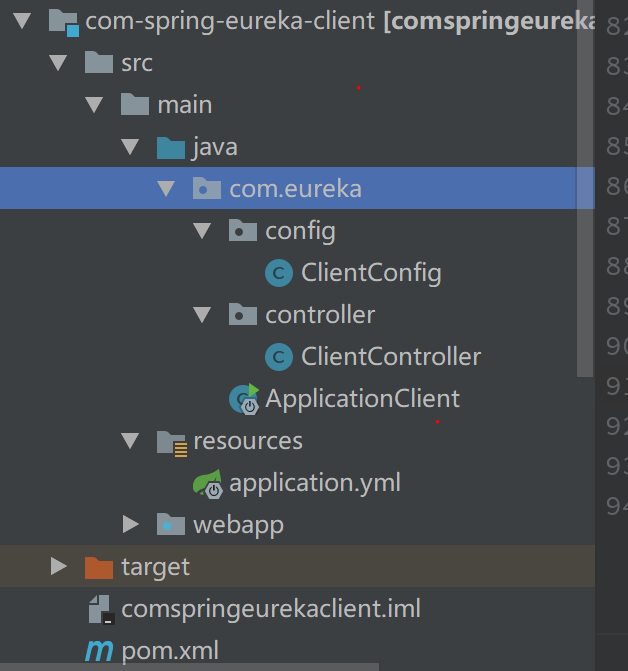 com-spring-eureka-client [comspringeureka
src
main
java
com.eureka
config
ClientConfig
controller
ClientController
ApplicationClient
resources
application.yml
webapp
target
comspringeurekaclient.iml
pom.xml
82
83
84
85
86
87
88
89
90
91
92
93
94